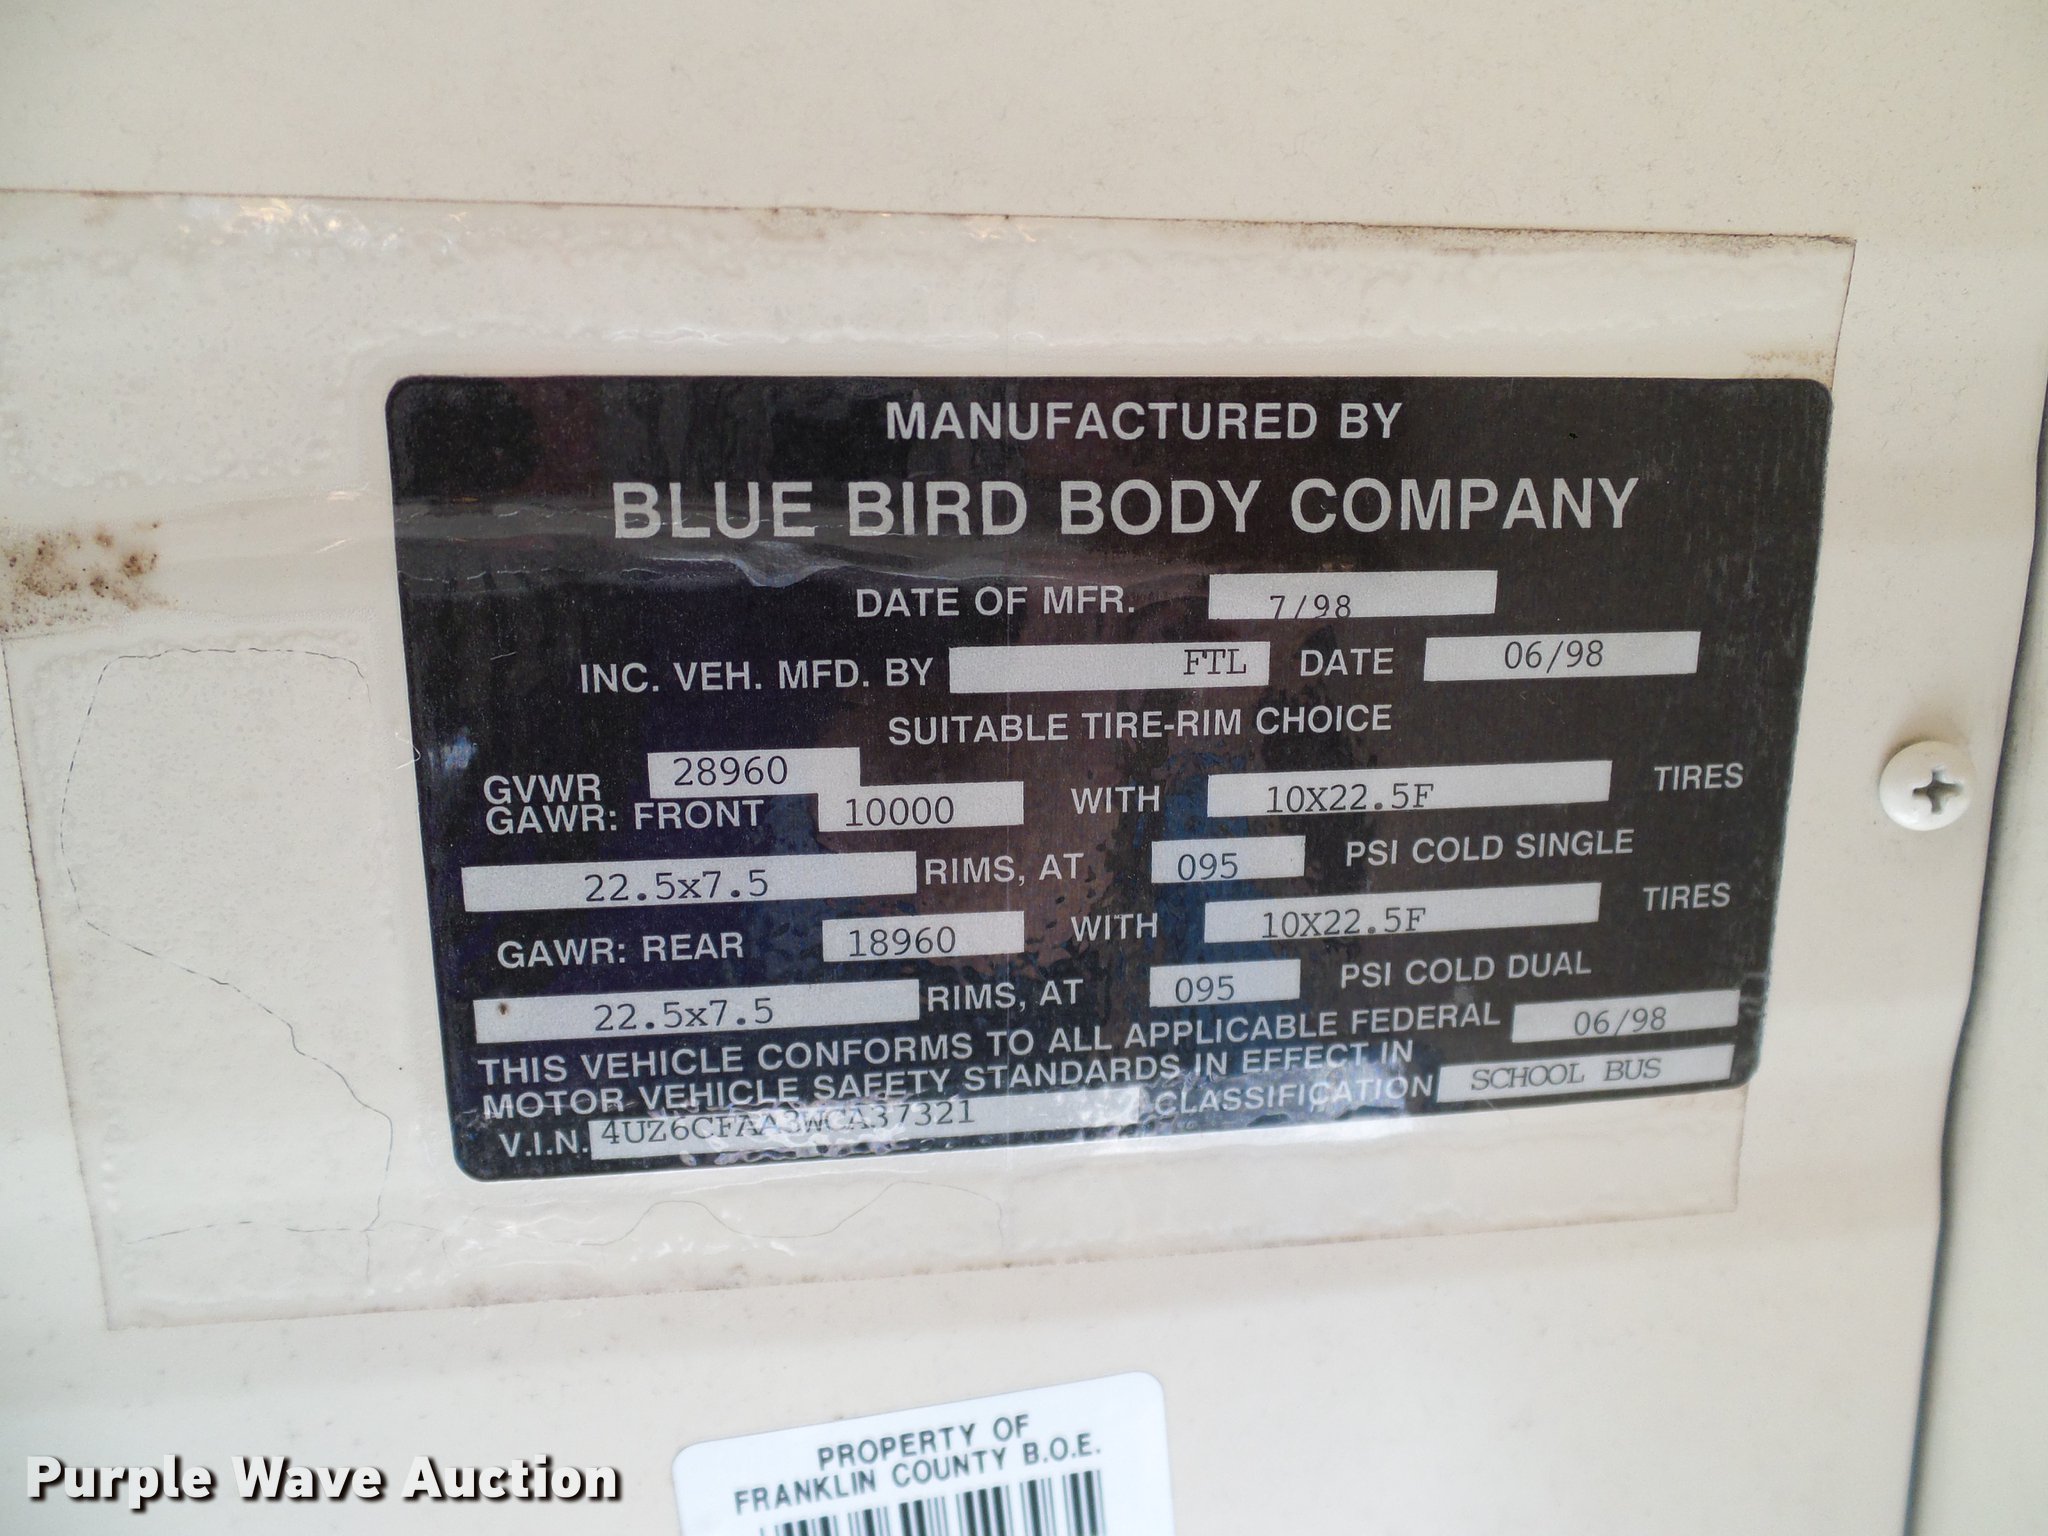 MANUFACTURED BY
BLUE BIRD BODY COMPANY
DATE OF MFR. 7/98
INC. VEH. MFD. BY FTL DATE 06/98
SUITABLE TIRE-RIM CHOICE
GVWR 28960
GAWR: FRONT 10000 WITH 10X22.5F TIRES
22.5x7.5 RIMS, AT 095 PSI COLD SINGLE
GAWR: REAR 18960 WITH 10X22.5F TIRES
22.5x7.5 RIMS, AT 095 PSI COLD DUAL
THIS VEHICLE CONFORMS TO ALL APPLICABLE FEDERAL
MOTOR VEHICLE SAFETY STANDARDS IN EFFECT IN 06/98
V.I.N. 4UZ6CFAA3WCA37321 CLASSIFICATION SCHOOL BUS
PROPERTY OF
FRANKLIN COUNTY B.O.E.
Purple Wave Auction